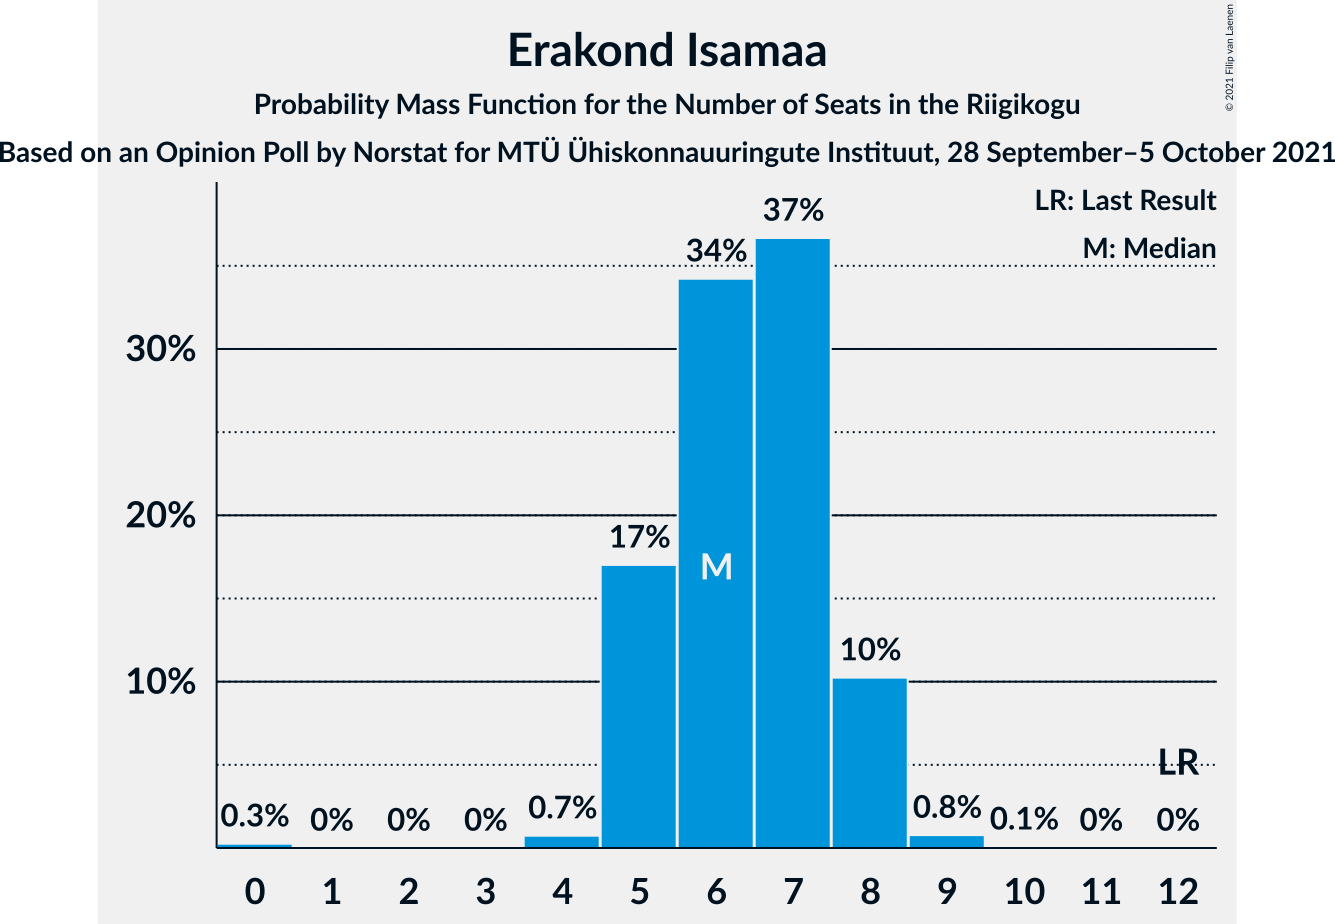 Erakond Isamaa
Probability Mass Function for the Number of Seats in the Riigikogu
Based on an Opinion Poll by Norstat for MTÜ Ühiskonnauuringute Instituut, 28 September–5 October 2021
© 2021 Filip van Laenen
LR: Last Result
M: Median
37%
34%
30%
20%
17%
M
10%
10%
LR
0.3% 0% 0% 0% 0.7% 0.8% 0.1% 0% 0%
0 1 2 3 4 5 6 7 8 9 10 11 12